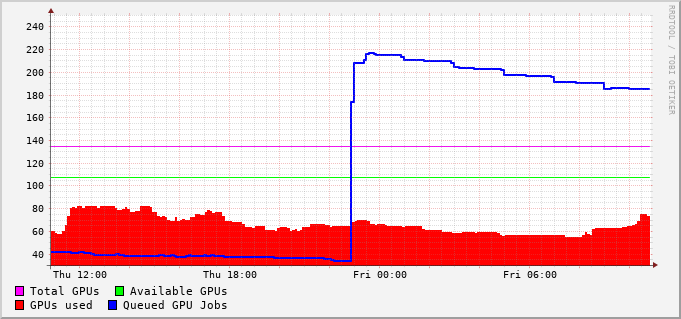 240
220
200
180
160
140
120
100
80
60
40
Thu 12:00 Thu 18:00 Fri 00:00 Fri 06:00
Total GPUs Available GPUs
GPUs used Queued GPU Jobs
RRDTOOL / TOBI OETIKER